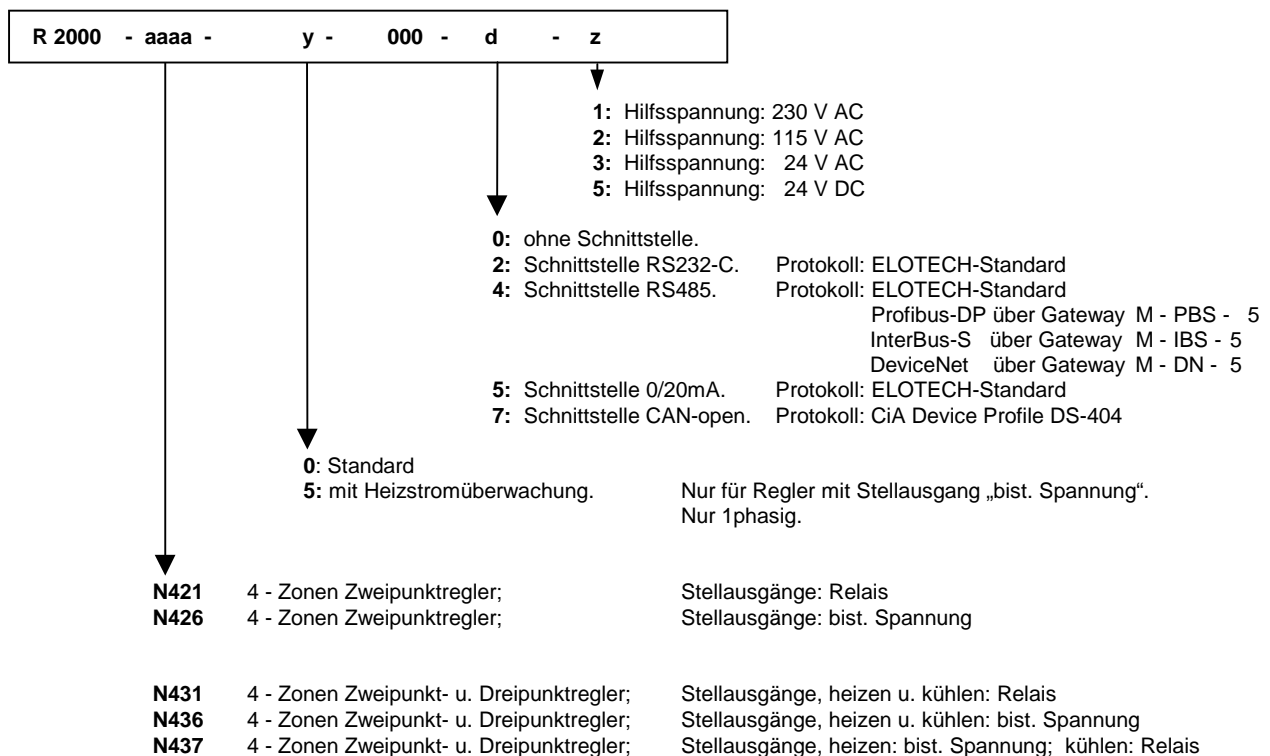 R 2000 - aaaa - y - 000 - d - z
1: Hilfsspannung: 230 V AC
2: Hilfsspannung: 115 V AC
3: Hilfsspannung: 24 V AC
5: Hilfsspannung: 24 V DC
0: ohne Schnittstelle.
2: Schnittstelle RS232-C. Protokoll: ELOTECH-Standard
4: Schnittstelle RS485. Protokoll: ELOTECH-Standard
Profibus-DP über Gateway M - PBS - 5
InterBus-S über Gateway M - IBS - 5
DeviceNet über Gateway M - DN - 5
5: Schnittstelle 0/20mA. Protokoll: ELOTECH-Standard
7: Schnittstelle CAN-open. Protokoll: CiA Device Profile DS-404
0: Standard
5: mit Heizstromüberwachung. Nur für Regler mit Stellausgang „bist. Spannung“.
Nur 1phasig.
N421 4 - Zonen Zweipunktregler; Stellausgänge: Relais
N426 4 - Zonen Zweipunktregler; Stellausgänge: bist. Spannung
N431 4 - Zonen Zweipunkt- u. Dreipunktregler; Stellausgänge, heizen u. kühlen: Relais
N436 4 - Zonen Zweipunkt- u. Dreipunktregler; Stellausgänge, heizen u. kühlen: bist. Spannung
N437 4 - Zonen Zweipunkt- u. Dreipunktregler; Stellausgänge, heizen: bist. Spannung; kühlen: Relais